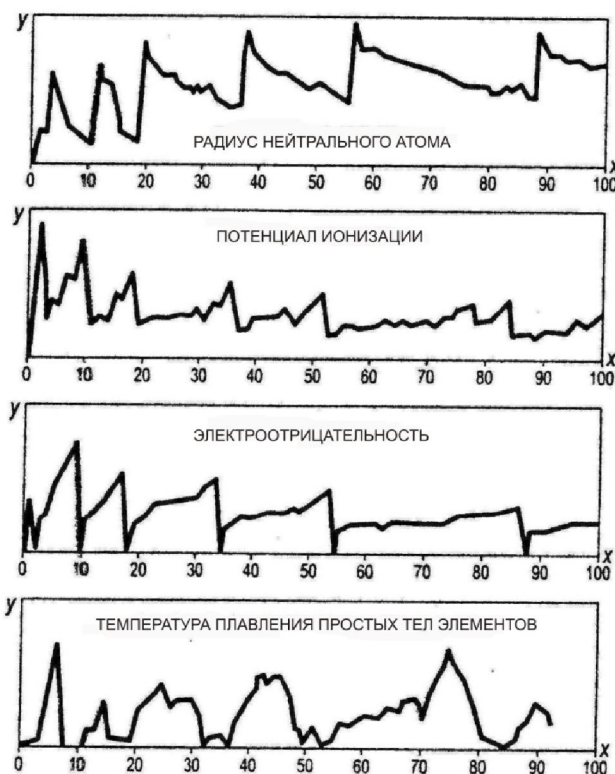 y
РАДИУС НЕЙТРАЛЬНОГО АТОМА
x
0 10 20 30 40 50 60 70 80 90 100
y
ПОТЕНЦИАЛ ИОНИЗАЦИИ
x
0 10 20 30 40 50 60 70 80 90 100
y
ЭЛЕКТРООТРИЦАТЕЛЬНОСТЬ
x
0 10 20 30 40 50 60 70 80 90 100
y
ТЕМПЕРАТУРА ПЛАВЛЕНИЯ ПРОСТЫХ ТЕЛ ЭЛЕМЕНТОВ
x
0 10 20 30 40 50 60 70 80 90 100